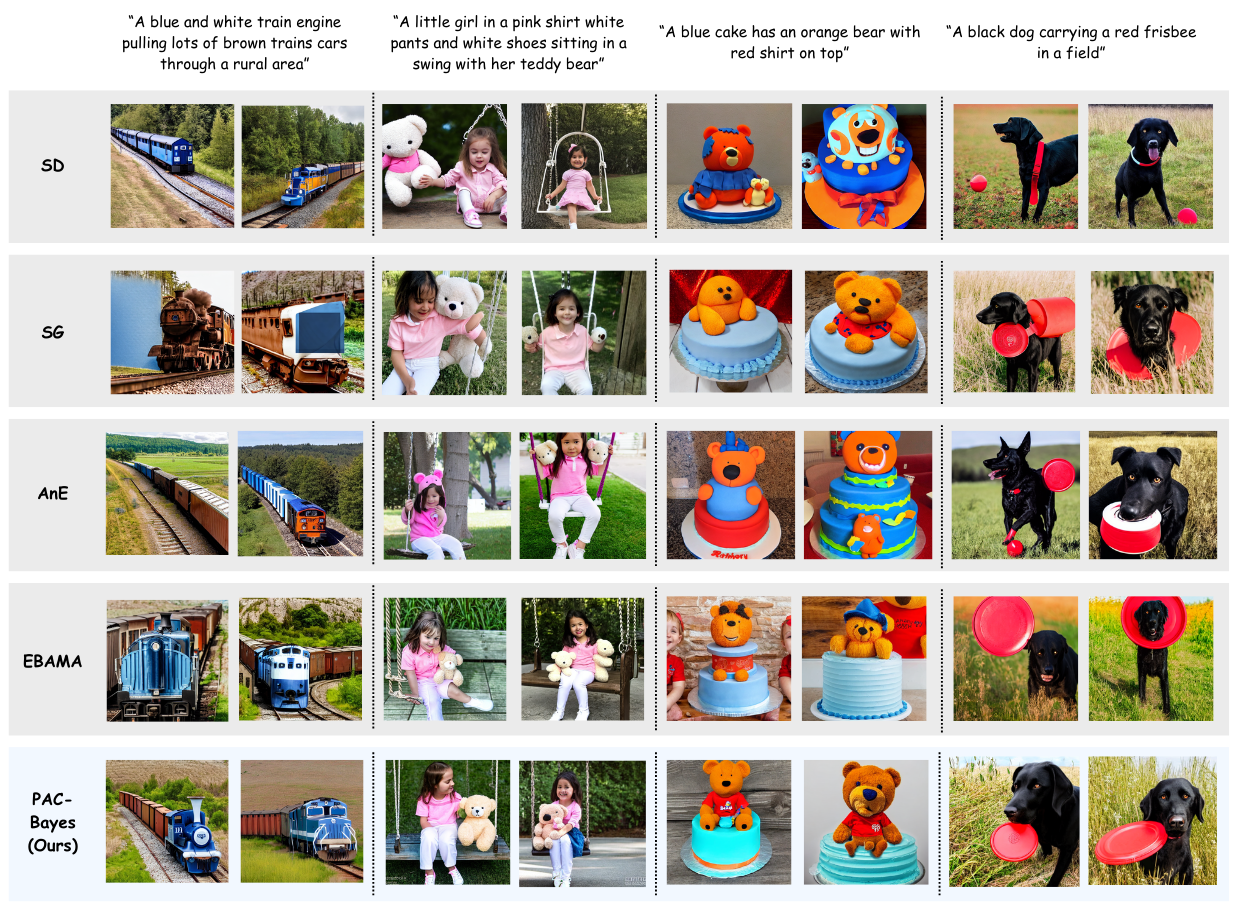 “A blue and white train engine
pulling lots of brown trains cars
through a rural area”
“A little girl in a pink shirt white
pants and white shoes sitting in a
swing with her teddy bear”
“A blue cake has an orange bear with
red shirt on top”
“A black dog carrying a red frisbee
in a field”
SD
SG
AnE
EBAMA
PAC-
Bayes
(Ours)